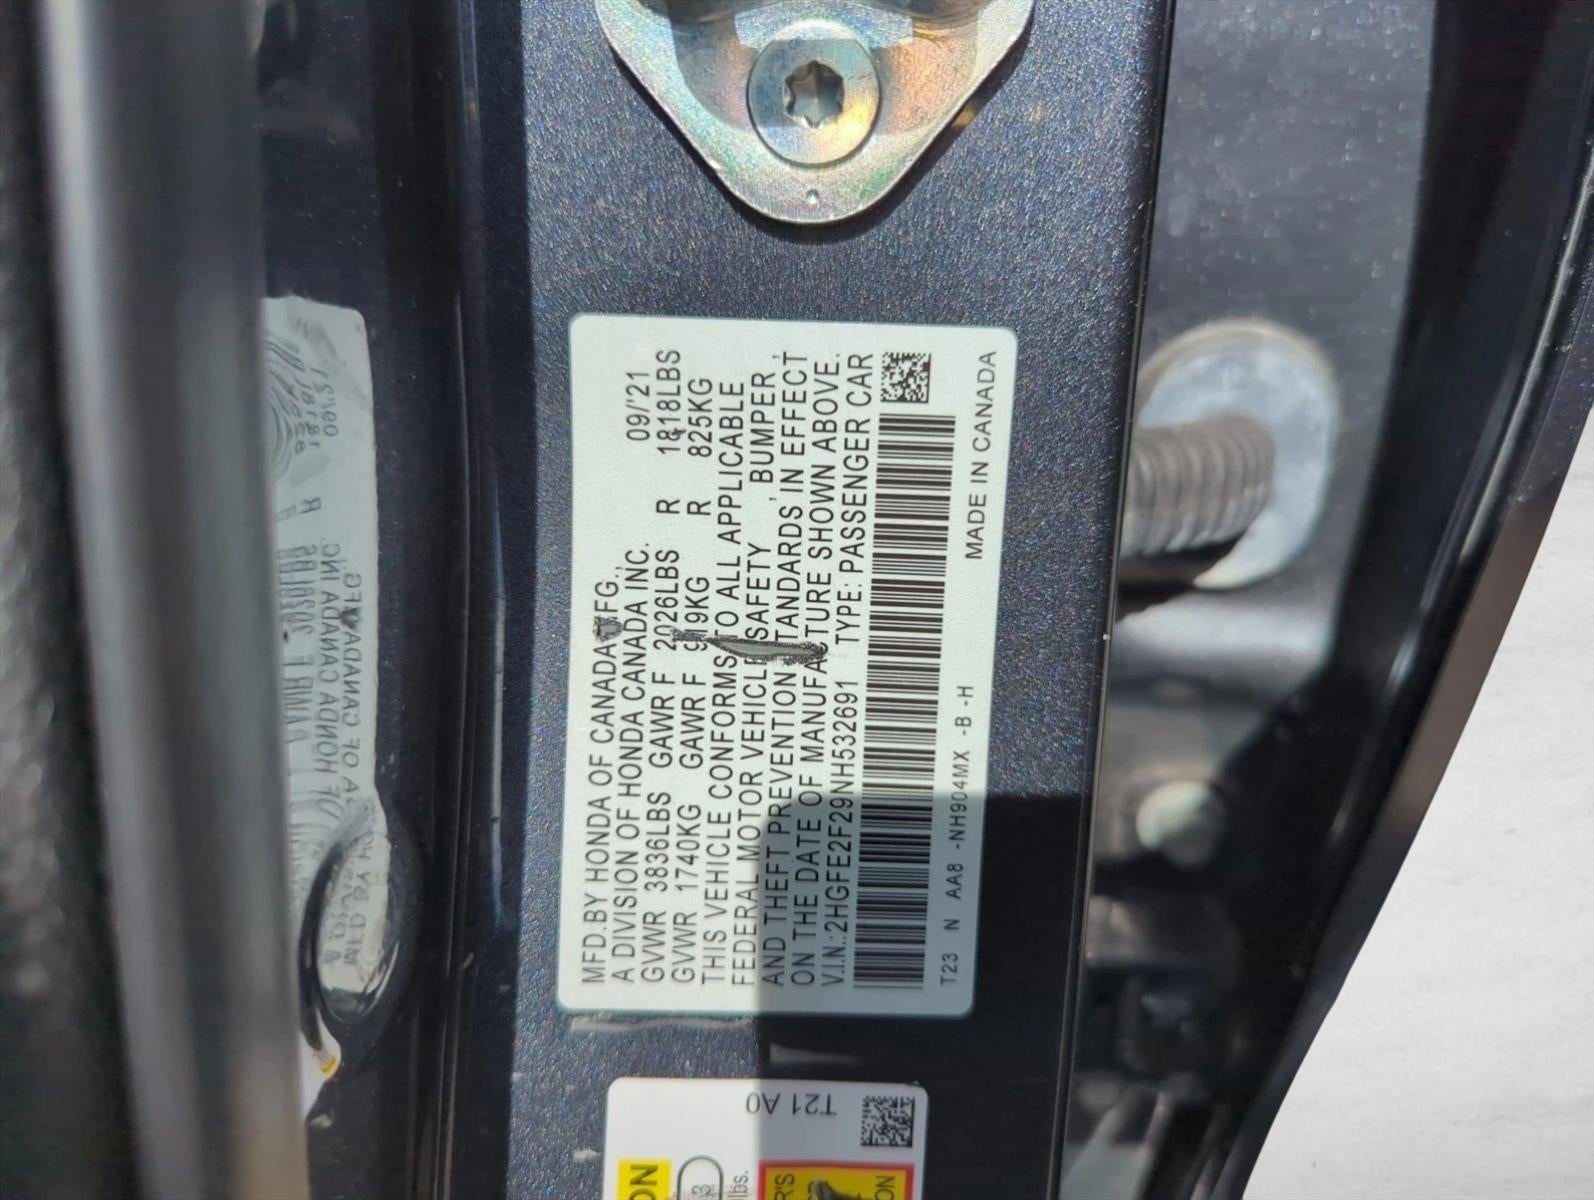 MFD.BY HONDA OF CANADA MFG., 09/'21
A DIVISION OF HONDA CANADA INC.
GVWR 3836LBS GAWR F 2026LBS R 1818LBS
GVWR 1740KG GAWR F 919KG R 825KG
THIS VEHICLE CONFORMS TO ALL APPLICABLE
FEDERAL MOTOR VEHICLE SAFETY , BUMPER ,
AND THEFT PREVENTION STANDARDS IN EFFECT
ON THE DATE OF MANUFACTURE SHOWN ABOVE.
V.I.N.:2HGFE2F29NH532691 TYPE: PASSENGER CAR
T23 N AA8 -NH904MX -B -H MADE IN CANADA
T21 A0
lbs.